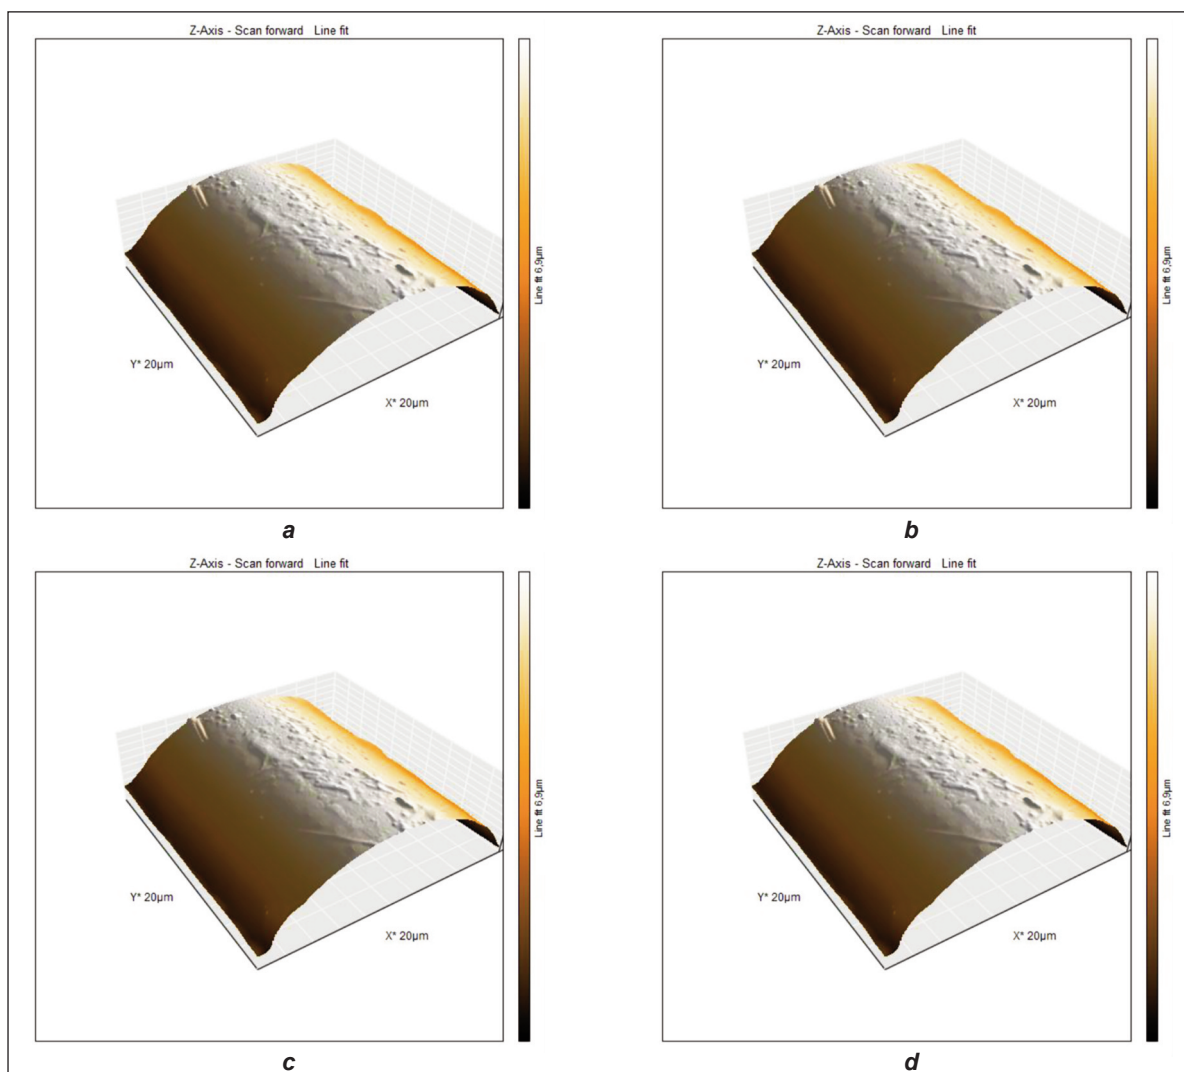 Z-Axis - Scan forward Line fit
Line fit 6,9µm
Y* 20µm
X* 20µm
a
Z-Axis - Scan forward Line fit
Line fit 6,9µm
Y* 20µm
X* 20µm
b
Z-Axis - Scan forward Line fit
Line fit 6,9µm
Y* 20µm
X* 20µm
c
Z-Axis - Scan forward Line fit
Line fit 6,9µm
Y* 20µm
X* 20µm
d